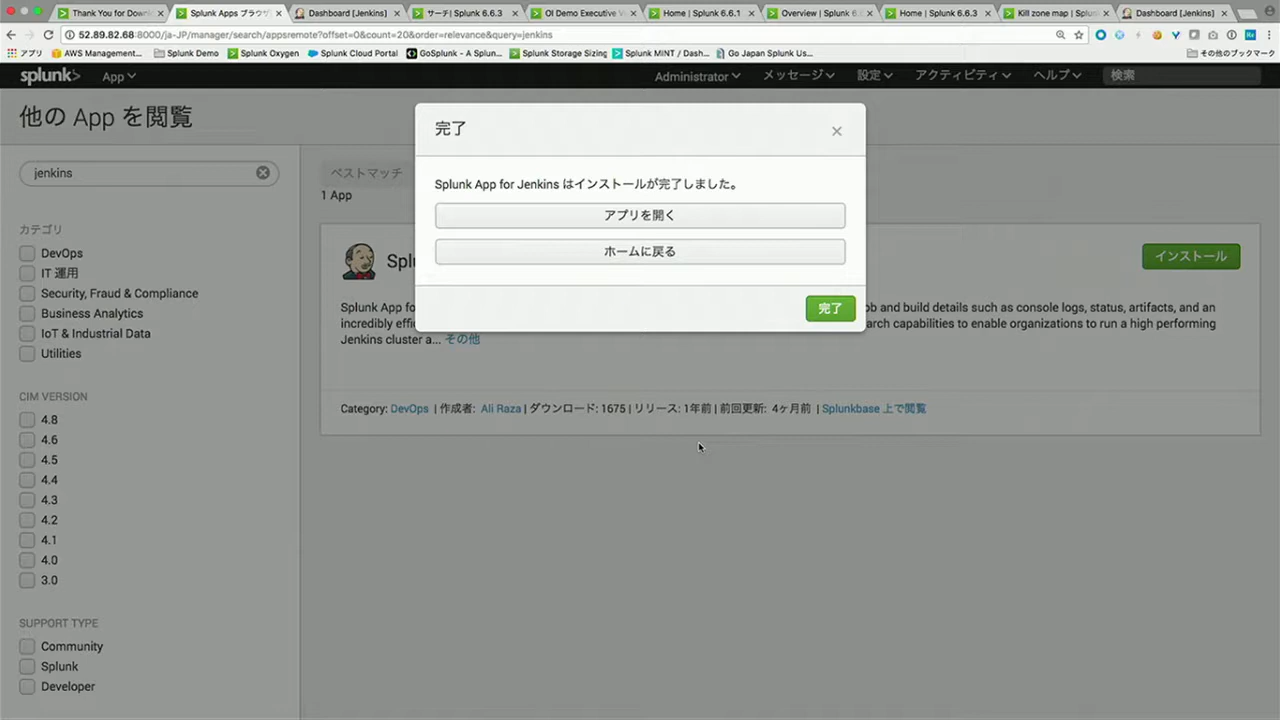 Thank You for Down
Splunk Apps ブラウザ
Dashboard [Jenkins]
サーチ| Splunk 6.6.3
OI Demo Executive V
Home | Splunk 6.6.1
Overview | Splunk 6.
Home | Splunk 6.6.3
Kill zone map | Splun
Dashboard [Jenkins]
52.89.82.68:8000/ja-JP/manager/search/appsremote?offset=0&count=20&order=relevance&query=jenkins
アプリ
AWS Management...
Splunk Demo
Splunk Oxygen
Splunk Cloud Portal
GoSplunk - A Splun...
Splunk Storage Sizing
Splunk MINT / Dash...
Go Japan Splunk Us...
その他のブックマーク
splunk>
App
Administrator
メッセージ
設定
アクティビティ
ヘルプ
検索
他の App を閲覧
jenkins
カテゴリ
DevOps
IT 運用
Security, Fraud & Compliance
Business Analytics
IoT & Industrial Data
Utilities
CIM VERSION
4.8
4.6
4.5
4.4
4.3
4.2
4.1
4.0
3.0
SUPPORT TYPE
Community
Splunk
Developer
ベストマッチ
1 App
完了
×
Splunk App for Jenkins はインストールが完了しました。
アプリを開く
ホームに戻る
完了
Spl
インストール
Splunk App fo
ob and build details such as console logs, status, artifacts, and an
incredibly effi
arch capabilities to enable organizations to run a high performing
Jenkins cluster a... その他
Category: DevOps | 作成者: Ali Raza | ダウンロード: 1675 | リリース: 1年前 | 前回更新: 4ヶ月前 | Splunkbase 上で閲覧